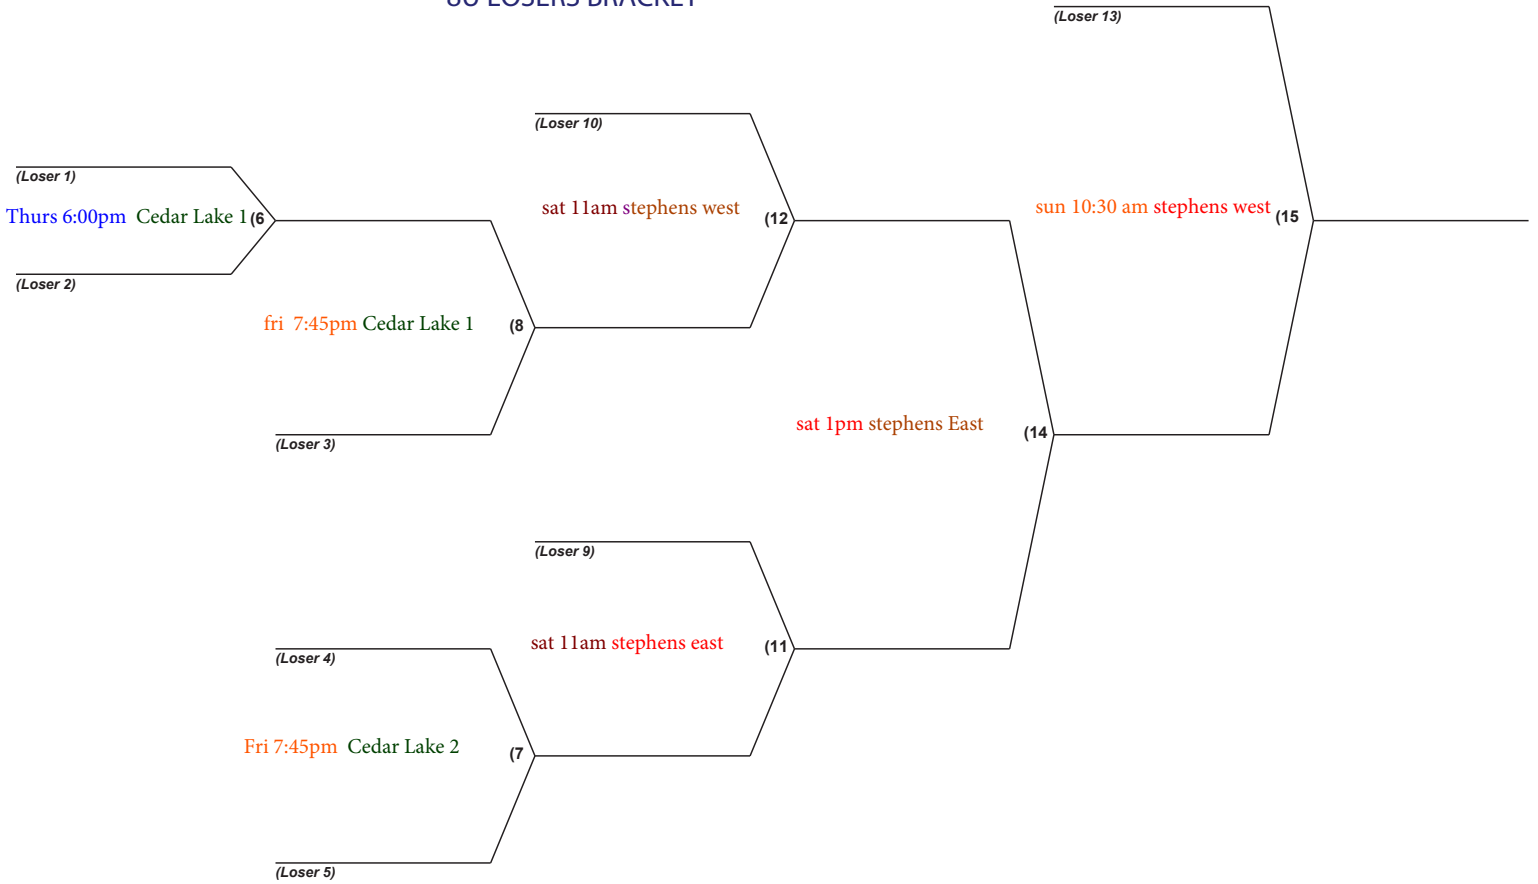 LOSERS BRACKET
(Loser 13)
(Loser 10)
(Loser 1)
Thurs 6:00pm Cedar Lake 1 (6
sat 11am stephens west (12
sun 10:30 am stephens west (15
(Loser 2)
fri 7:45pm Cedar Lake 1 (8
(Loser 3)
sat 1pm stephens East (14
(Loser 9)
sat 11am stephens east (11
(Loser 4)
Fri 7:45pm Cedar Lake 2 (7
(Loser 5)